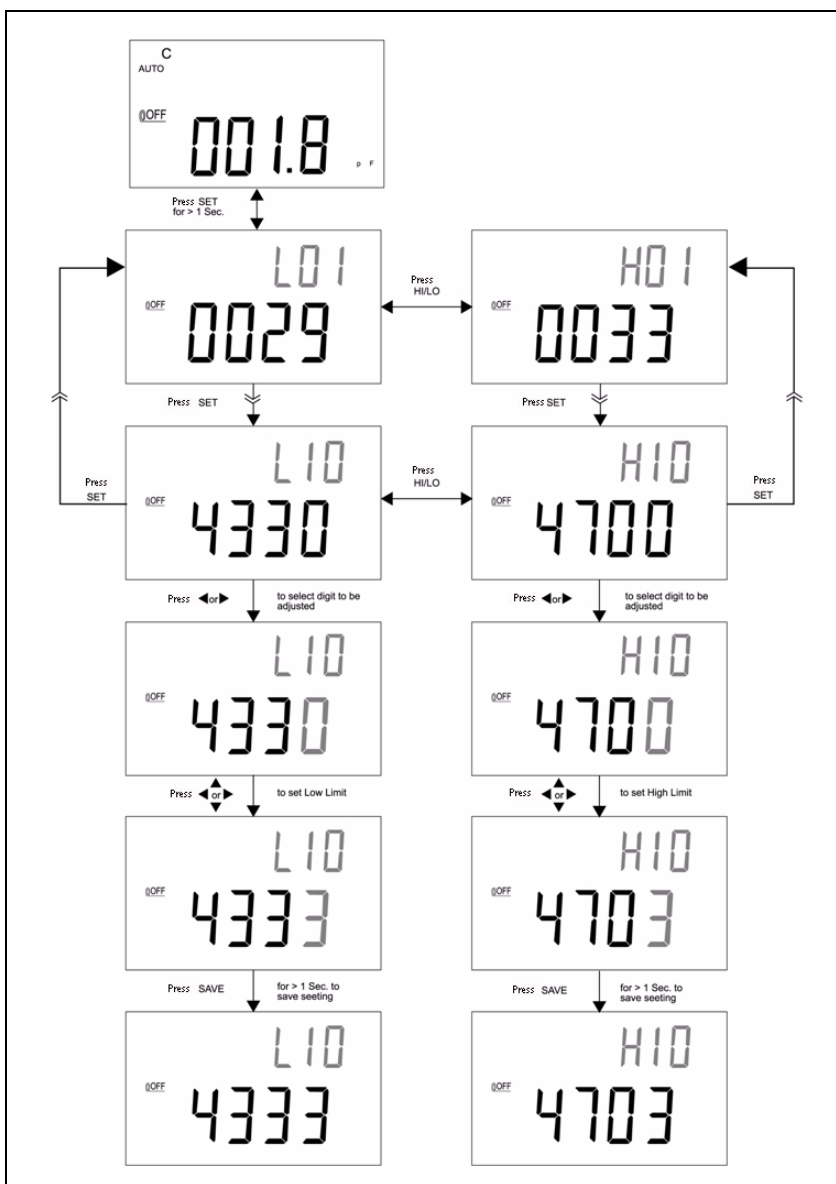 C
AUTO
OFF
001.8
p F
Press SET
for > 1 Sec.
L01
OFF
0029
Press
HI/LO
H01
OFF
0033
Press SET
Press SET
Press
SET
L10
OFF
4330
Press
HI/LO
H10
OFF
4700
Press
SET
Press or
to select digit to be
adjusted
Press or
to select digit to be
adjusted
L10
OFF
4330
H10
OFF
4700
Press or
to set Low Limit
Press or
to set High Limit
L10
OFF
4333
H10
OFF
4703
Press SAVE
for > 1 Sec. to
save seeting
Press SAVE
for > 1 Sec. to
save seeting
L10
OFF
4333
H10
OFF
4703